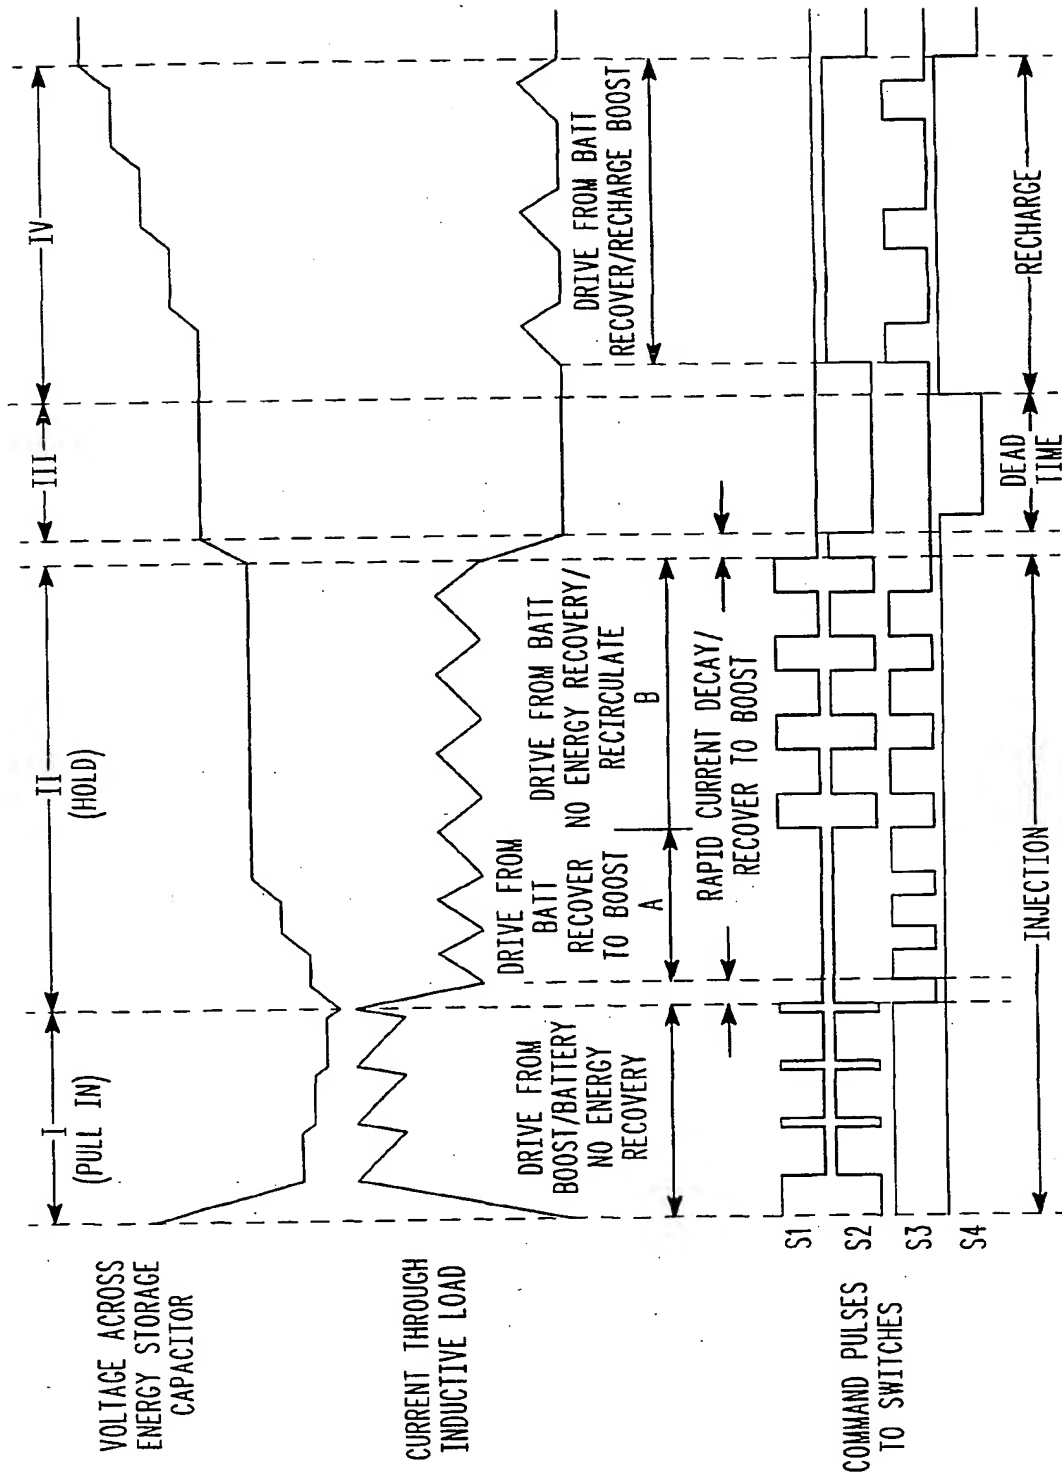 I
(PULL IN)
II
(HOLD)
III
IV
VOLTAGE ACROSS
ENERGY STORAGE
CAPACITOR
CURRENT THROUGH
INDUCTIVE LOAD
DRIVE FROM
BOOST/BATTERY
NO ENERGY
RECOVERY
DRIVE FROM
BATT
RECOVER
TO BOOST
A
DRIVE FROM BATT
NO ENERGY RECOVERY/
RECIRCULATE
B
DRIVE FROM BATT
RECOVER/RECHARGE BOOST
RAPID CURRENT DECAY/
RECOVER TO BOOST
COMMAND PULSES
TO SWITCHES
S1
S2
S3
S4
INJECTION
DEAD
TIME
RECHARGE